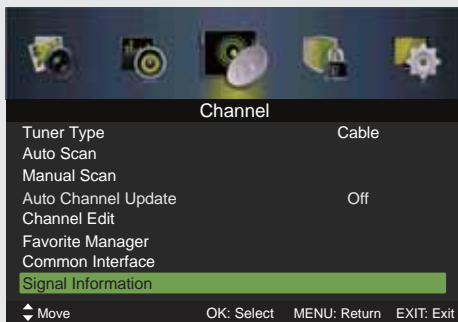 Channel
Tuner Type Cable
Auto Scan
Manual Scan
Auto Channel Update Off
Channel Edit
Favorite Manager
Common Interface
Signal Information
Move OK: Select MENU: Return EXIT: Exit